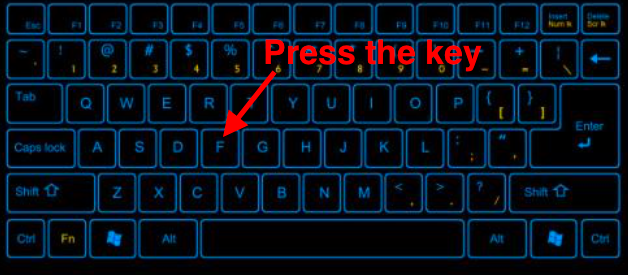 Esc F1 F2 F3 F4 F5 F6 F7 F8 F9 F10 F11 F12 Insert Num lk Delete Scr lk
~ ! 1 @ 2 # 3 $ 4 % 5 6 7 8 9 0 - + = | \
Press the key
Tab Q W E R Y U I O P { [ } ]
Enter
Caps lock A S D F G H J K L : ; " '
Shift Z X C V B N M < , > . ? / Shift
Ctrl Fn Alt Alt Ctrl